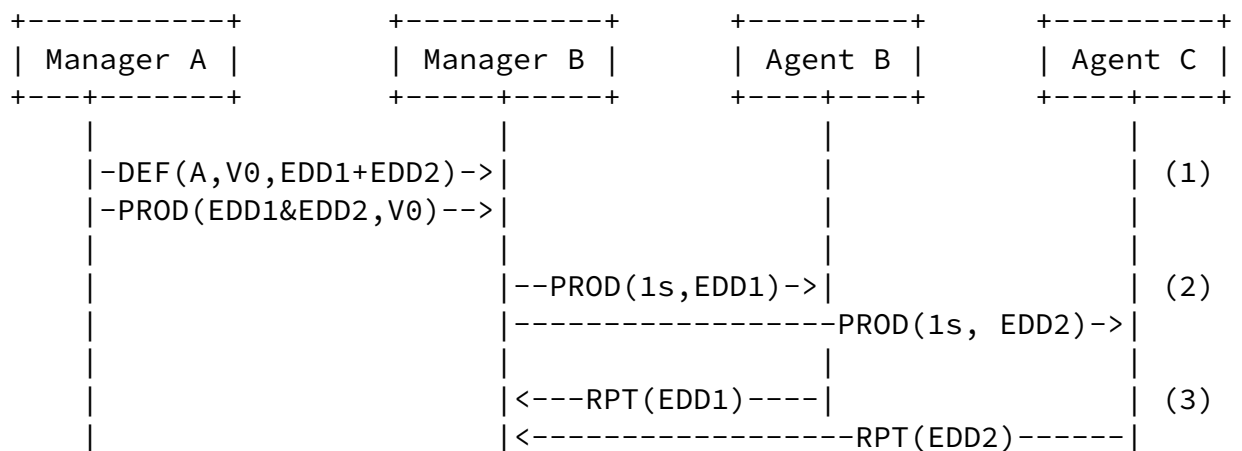 +-----------+          +-----------+        +---------+       +---------+
| Manager A |          | Manager B |        | Agent B |       | Agent C |
+---+-------+          +-----+-----+        +----+----+       +----+----+
    |                        |                   |                 |
    |-DEF(A,V0,EDD1+EDD2)->|                   |                 | (1)
    |-PROD(EDD1&EDD2,V0)-->|                   |                 |
    |                        |                   |                 |
    |                        |--PROD(1s,EDD1)->|                 | (2)
    |                        |------------------PROD(1s, EDD2)->|
    |                        |                   |                 |
    |                        |<---RPT(EDD1)----|                 | (3)
    |                        |<------------------RPT(EDD2)------|